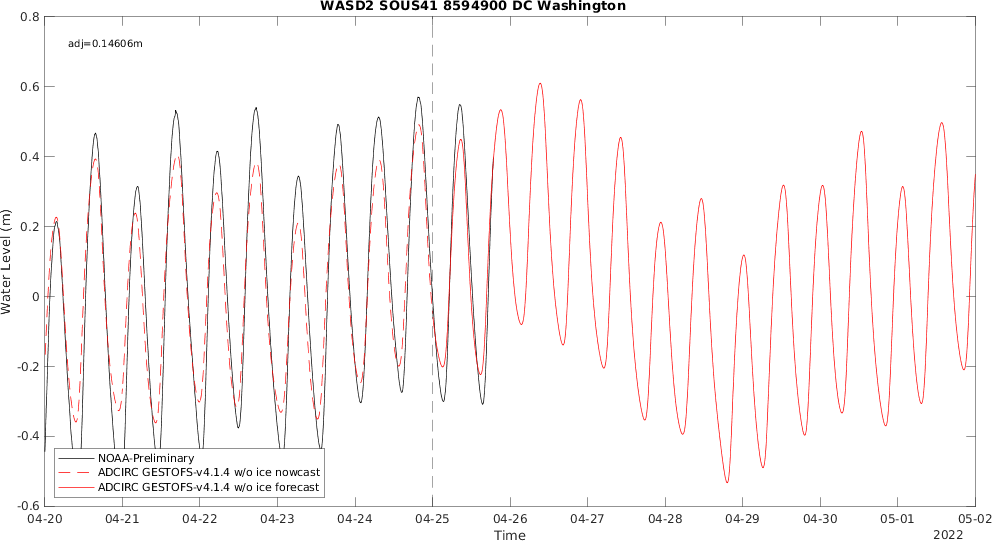 WASD2 SOUS41 8594900 DC Washington
adj=0.14606m
0.8
0.6
0.4
0.2
0
-0.2
-0.4
-0.6
Water Level (m)
NOAA-Preliminary
ADCIRC GESTOFS-v4.1.4 w/o ice nowcast
ADCIRC GESTOFS-v4.1.4 w/o ice forecast
04-20 04-21 04-22 04-23 04-24 04-25 04-26 04-27 04-28 04-29 04-30 05-01 05-02
Time
2022